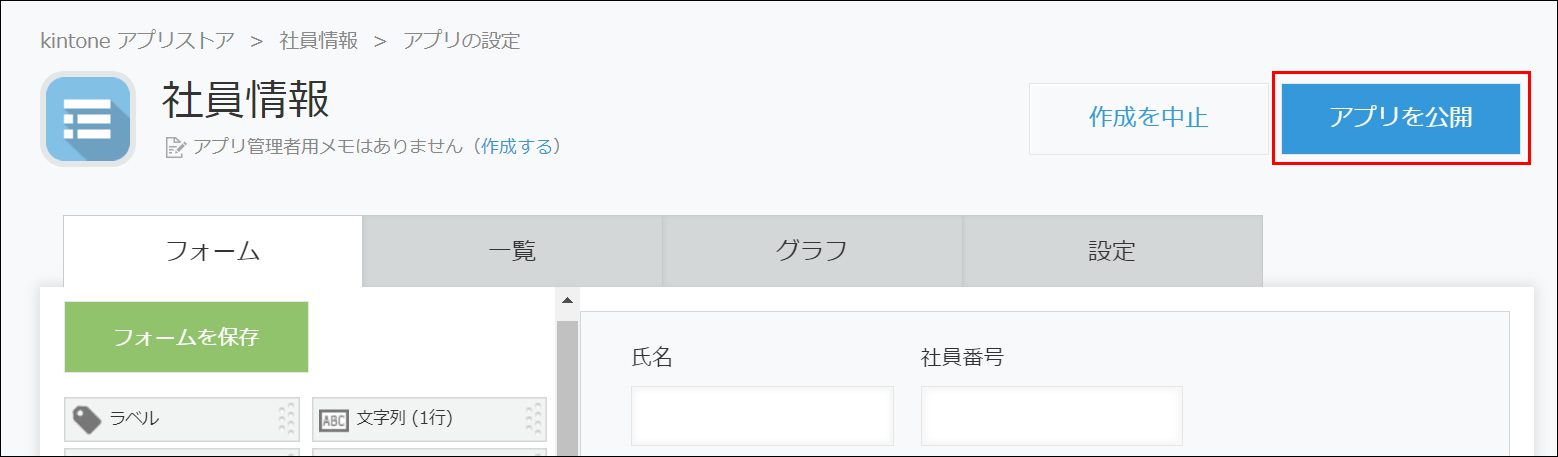 kintone アプリストア > 社員情報 > アプリの設定
社員情報
アプリ管理者用メモはありません（作成する）
作成を中止
アプリを公開
フォーム
一覧
グラフ
設定
フォームを保存
ラベル
ABC 文字列 (1行)
氏名
社員番号